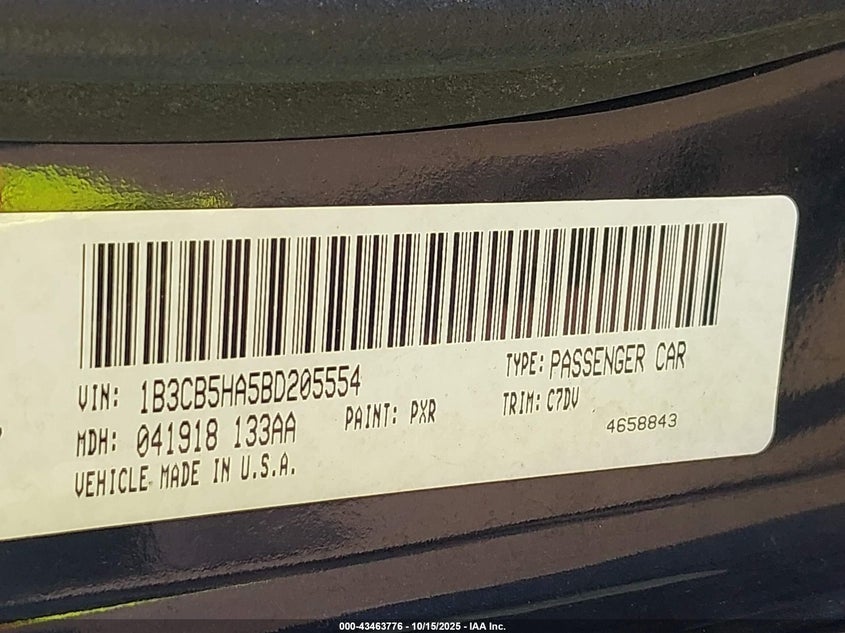 VIN: 1B3CB5HA5BD205554
TYPE: PASSENGER CAR
MDH: 041918 133AA
PAINT: PXR
TRIM: C7DV
VEHICLE MADE IN U.S.A.
4658843
000-43463776 - 10/15/2025 - IAA Inc.